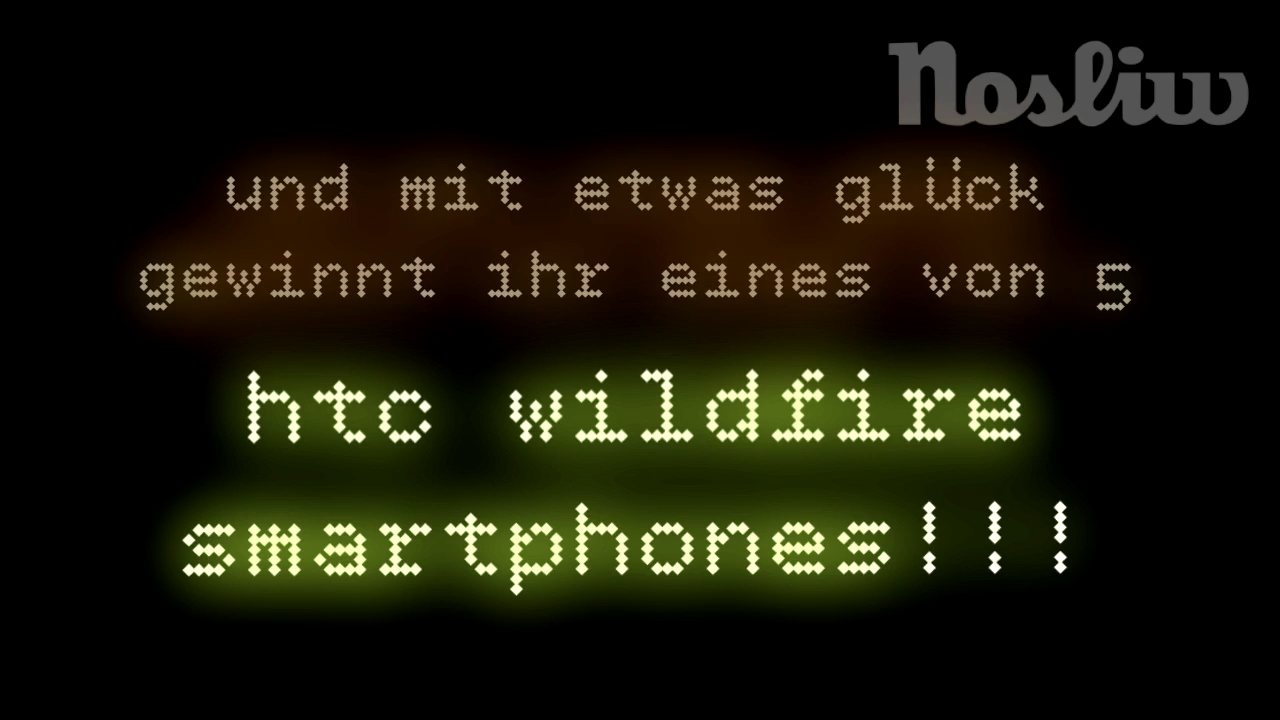 Nosliw
und mit etwas glÜck
gewinnt ihr eines von 5
htc wildfire
smartphones!!!